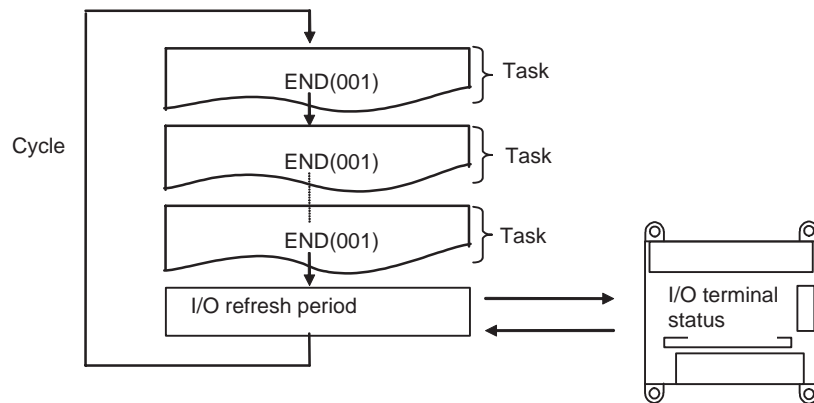 END(001)
Task
Cycle
END(001)
Task
END(001)
Task
I/O refresh period
I/O terminal
status